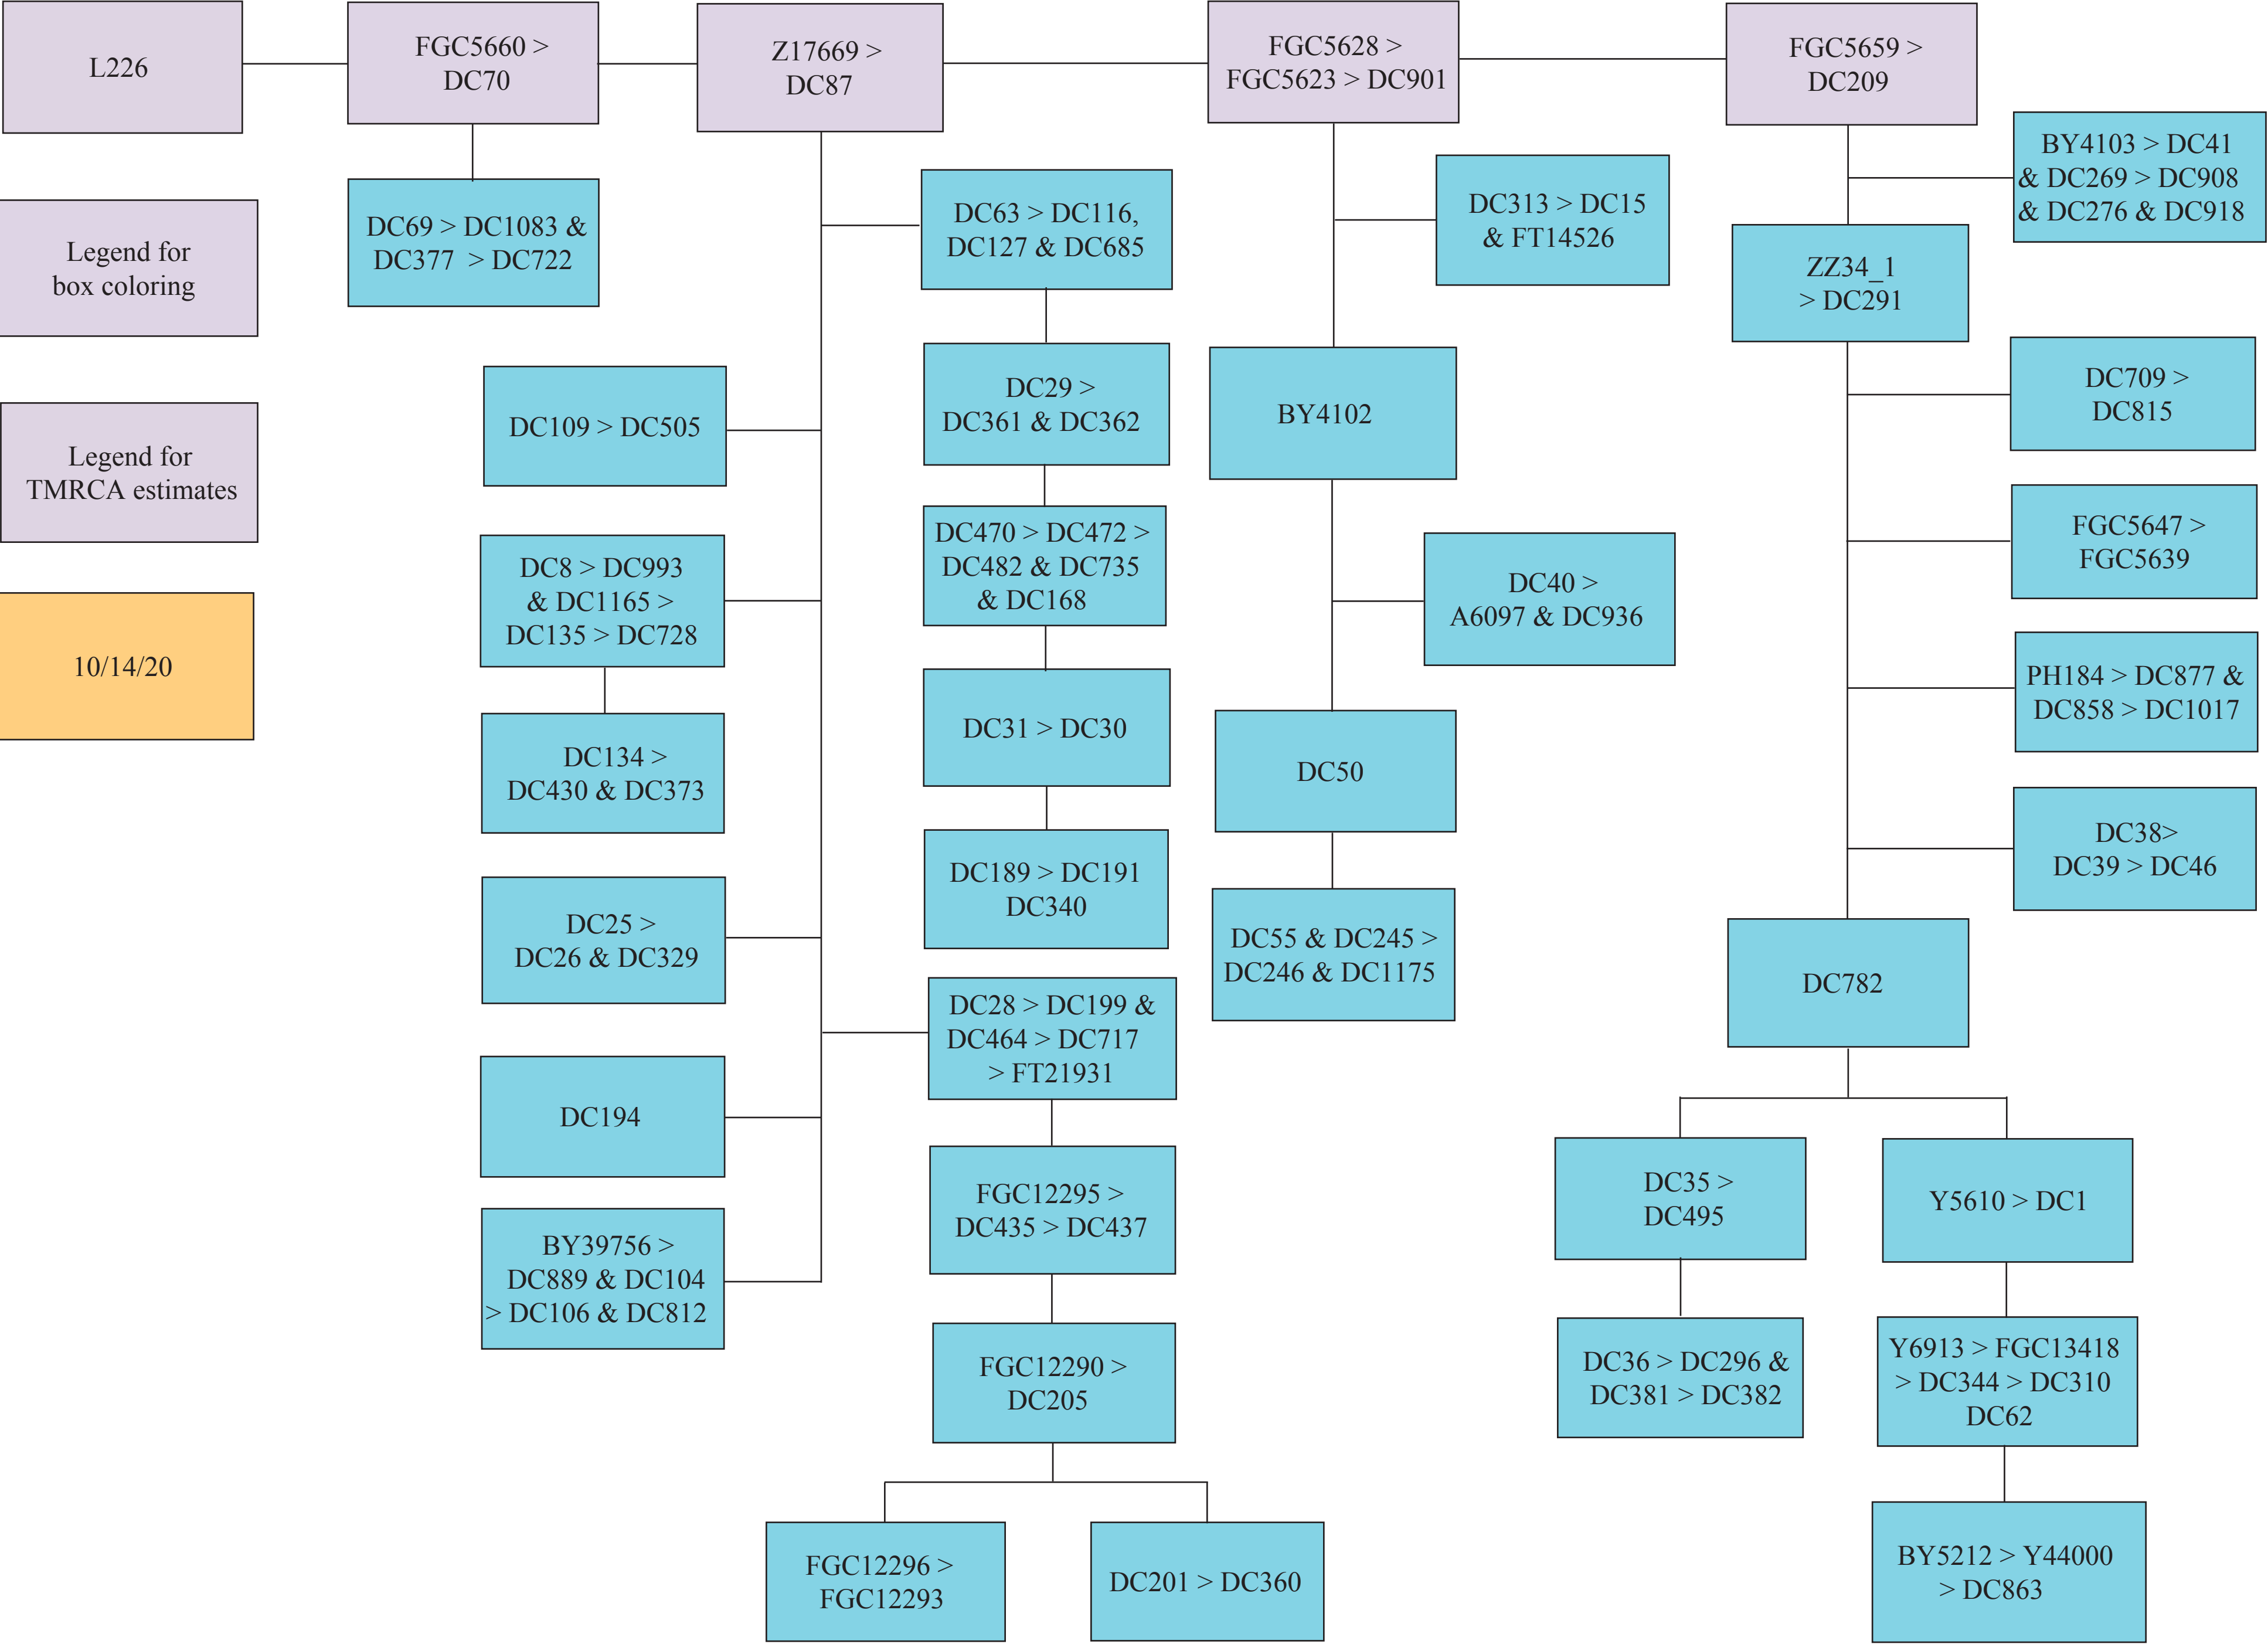 L226
FGC5660 >
DC70
Z17669 >
DC87
FGC5628 >
FGC5623 > DC901
FGC5659 >
DC209
Legend for
box coloring
Legend for
TMRCA estimates
10/14/20
DC69 > DC1083 &
DC377 > DC722
DC109 > DC505
DC8 > DC993
& DC1165 >
DC135 > DC728
DC134 >
DC430 & DC373
DC25 >
DC26 & DC329
DC194
BY39756 >
DC889 & DC104
> DC106 & DC812
DC63 > DC116,
DC127 & DC685
DC29 >
DC361 & DC362
DC470 > DC472 >
DC482 & DC735
& DC168
DC31 > DC30
DC189 > DC191
DC340
DC28 > DC199 &
DC464 > DC717
> FT21931
FGC12295 >
DC435 > DC437
FGC12290 >
DC205
FGC12296 >
FGC12293
DC201 > DC360
DC313 > DC15
& FT14526
BY4102
DC40 >
A6097 & DC936
DC50
DC55 & DC245 >
DC246 & DC1175
BY4103 > DC41
& DC269 > DC908
& DC276 & DC918
ZZ34_1
> DC291
DC709 >
DC815
FGC5647 >
FGC5639
PH184 > DC877 &
DC858 > DC1017
DC38>
DC39 > DC46
DC782
DC35 >
DC495
DC36 > DC296 &
DC381 > DC382
Y5610 > DC1
Y6913 > FGC13418
> DC344 > DC310
DC62
BY5212 > Y44000
> DC863